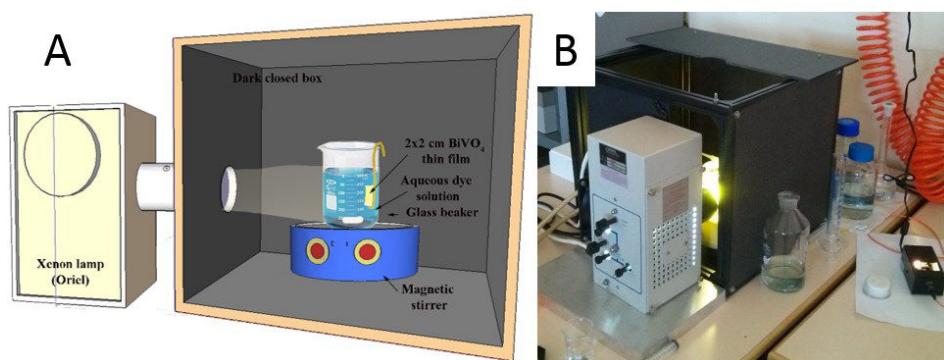 A
B
Dark closed box
2x2 cm BiVO₄
thin film
Aqueous dye
solution
Glass beaker
Xenon lamp
(Oriel)
Magnetic
stirrer